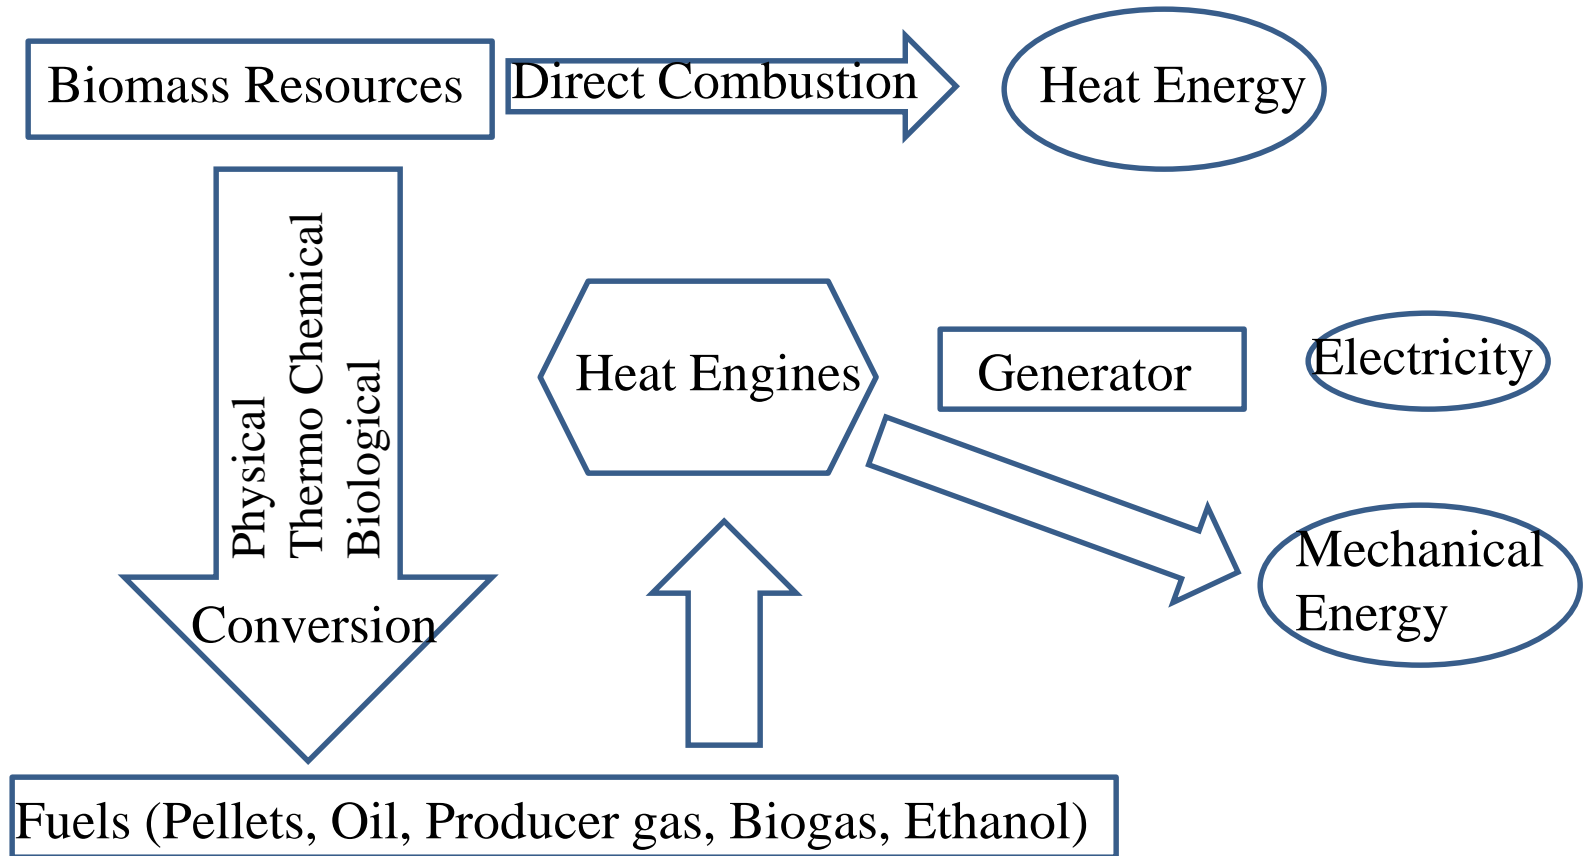 Biomass Resources
Direct Combustion
Heat Energy
Physical
Thermo Chemical
Biological
Conversion
Heat Engines
Generator
Electricity
Mechanical
Energy
Fuels (Pellets, Oil, Producer gas, Biogas, Ethanol)